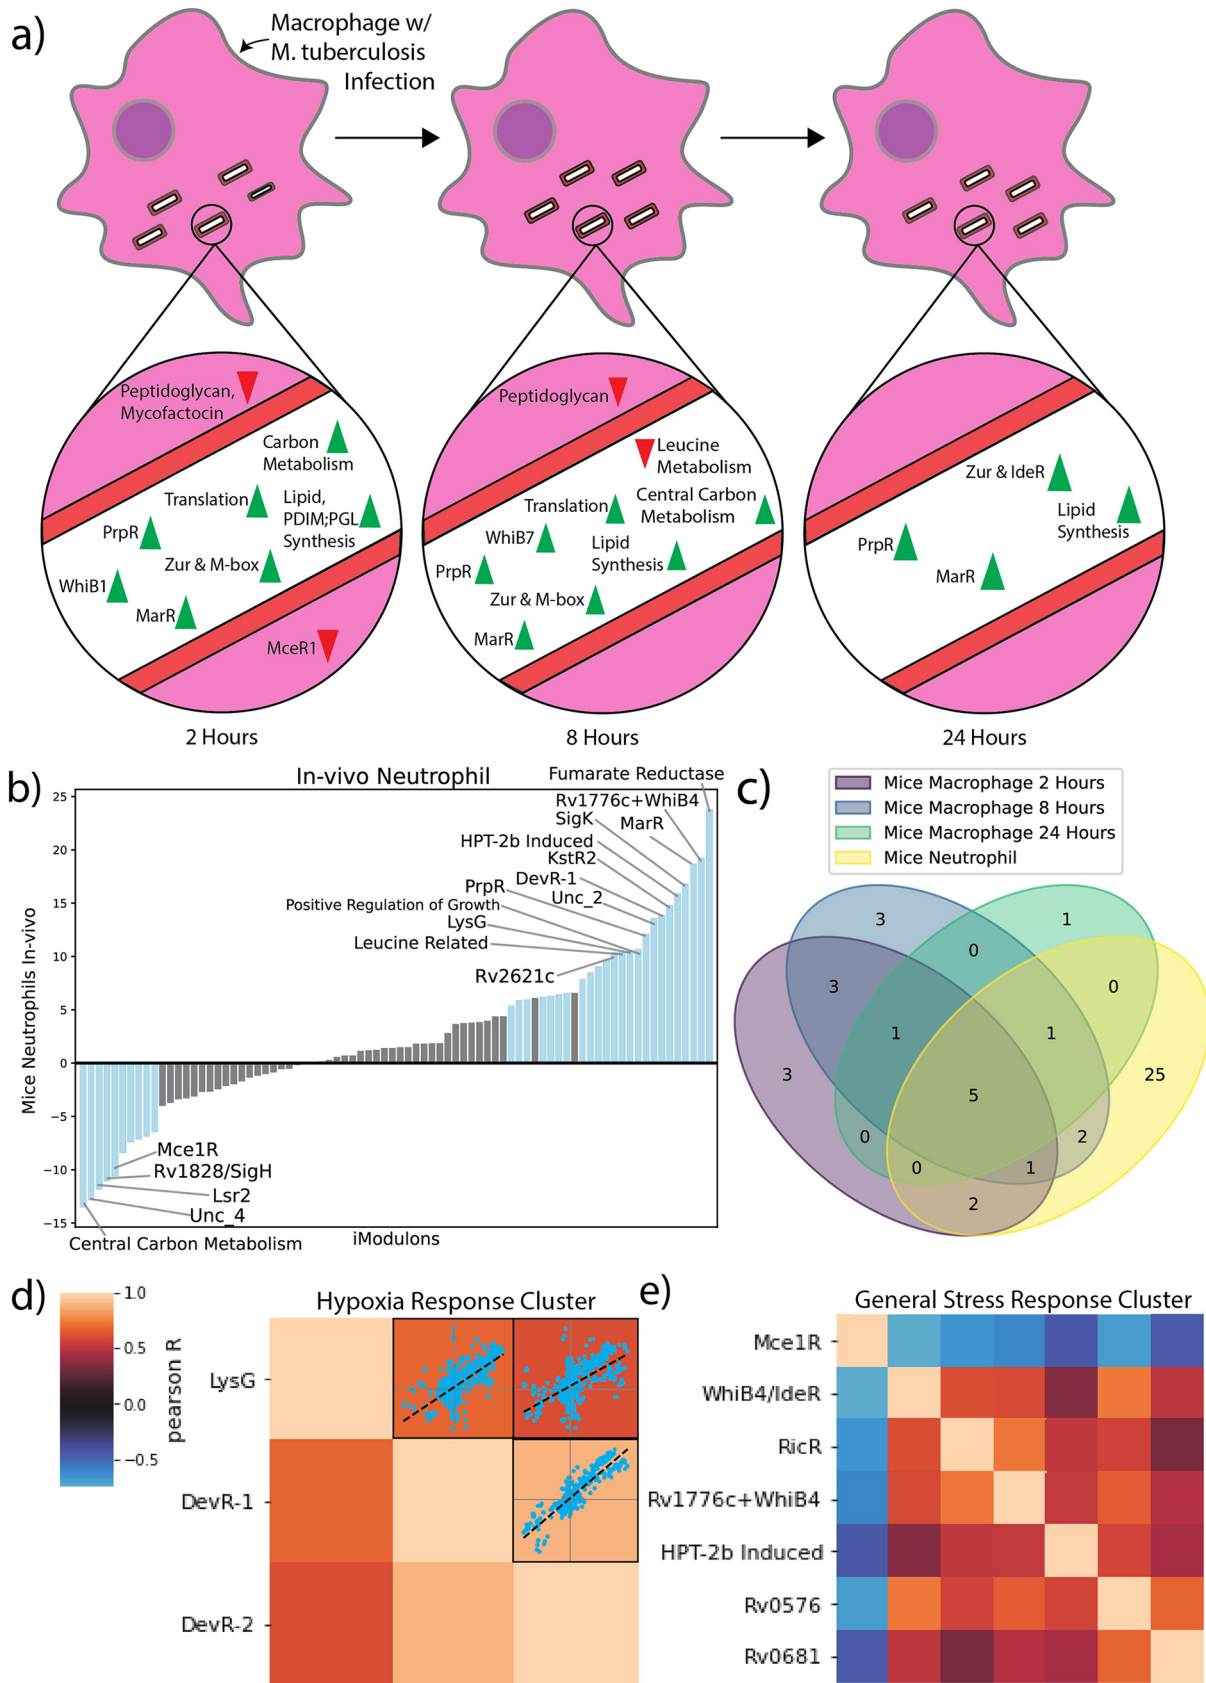 a)
Macrophage w/
M. tuberculosis
Infection
Peptidoglycan,
Mycofactocin
Carbon
Metabolism
Translation
Lipid,
PDIM;PGL
Synthesis
PrpR
Zur & M-box
WhiB1
MarR
MceR1
2 Hours
Peptidoglycan
Leucine
Metabolism
Translation
Central Carbon
Metabolism
WhiB7
Lipid
Synthesis
PrpR
Zur & M-box
MarR
8 Hours
Zur & IdeR
Lipid
Synthesis
PrpR
MarR
24 Hours
b)
In-vivo Neutrophil
Mice Neutrophils In-vivo
25
20
15
10
5
0
−5
−10
−15
Fumarate Reductase
Rv1776c+WhiB4
SigK
MarR
HPT-2b Induced
KstR2
DevR-1
PrpR
Unc_2
Positive Regulation of Growth
LysG
Leucine Related
Rv2621c
Mce1R
Rv1828/SigH
Lsr2
Unc_4
Central Carbon Metabolism
iModulons
c)
Mice Macrophage 2 Hours
Mice Macrophage 8 Hours
Mice Macrophage 24 Hours
Mice Neutrophil
3
1
0
3
0
1
1
3
5
25
0
2
0
1
2
d)
1.0
0.5
0.0
−0.5
pearson R
Hypoxia Response Cluster
LysG
DevR-1
DevR-2
e)
General Stress Response Cluster
Mce1R
WhiB4/IdeR
RicR
Rv1776c+WhiB4
HPT-2b Induced
Rv0576
Rv0681